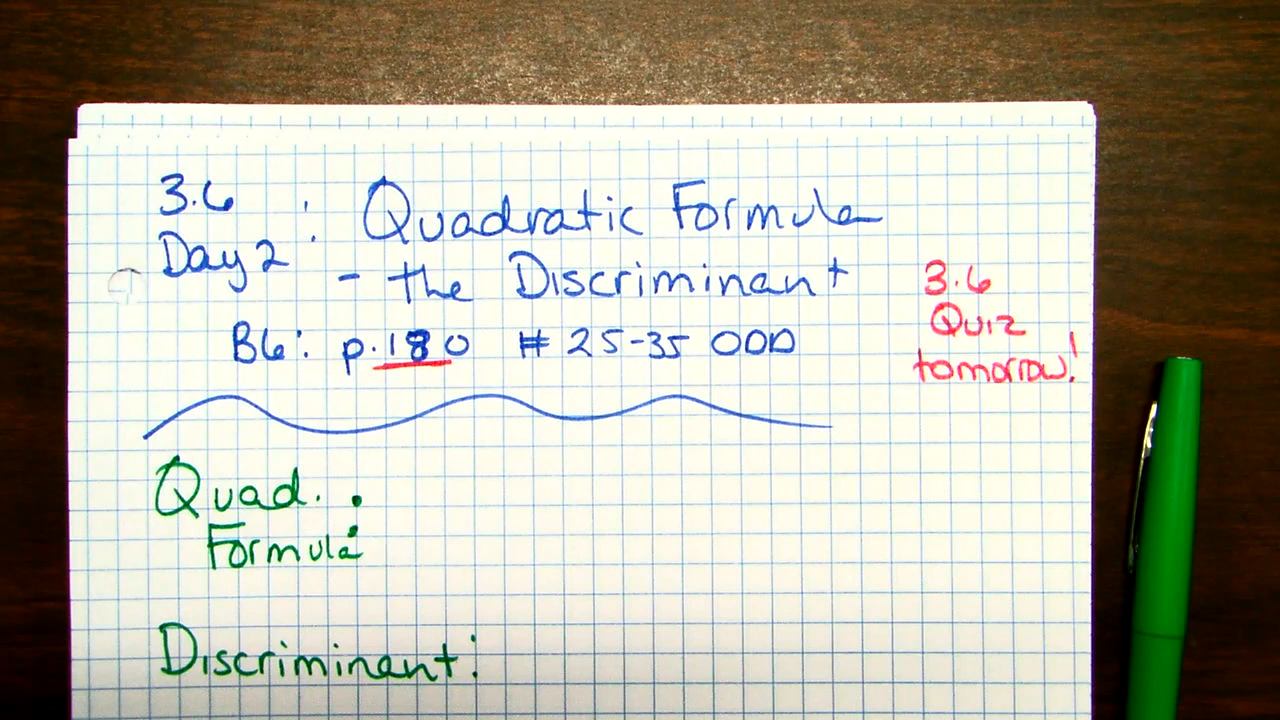 3.6
Day 2 : Quadratic Formula
- the Discriminant
B6: p.180 # 25-35 ODD
3.6
Quiz
tomorrow!
Quad. :
Formula
Discriminant: